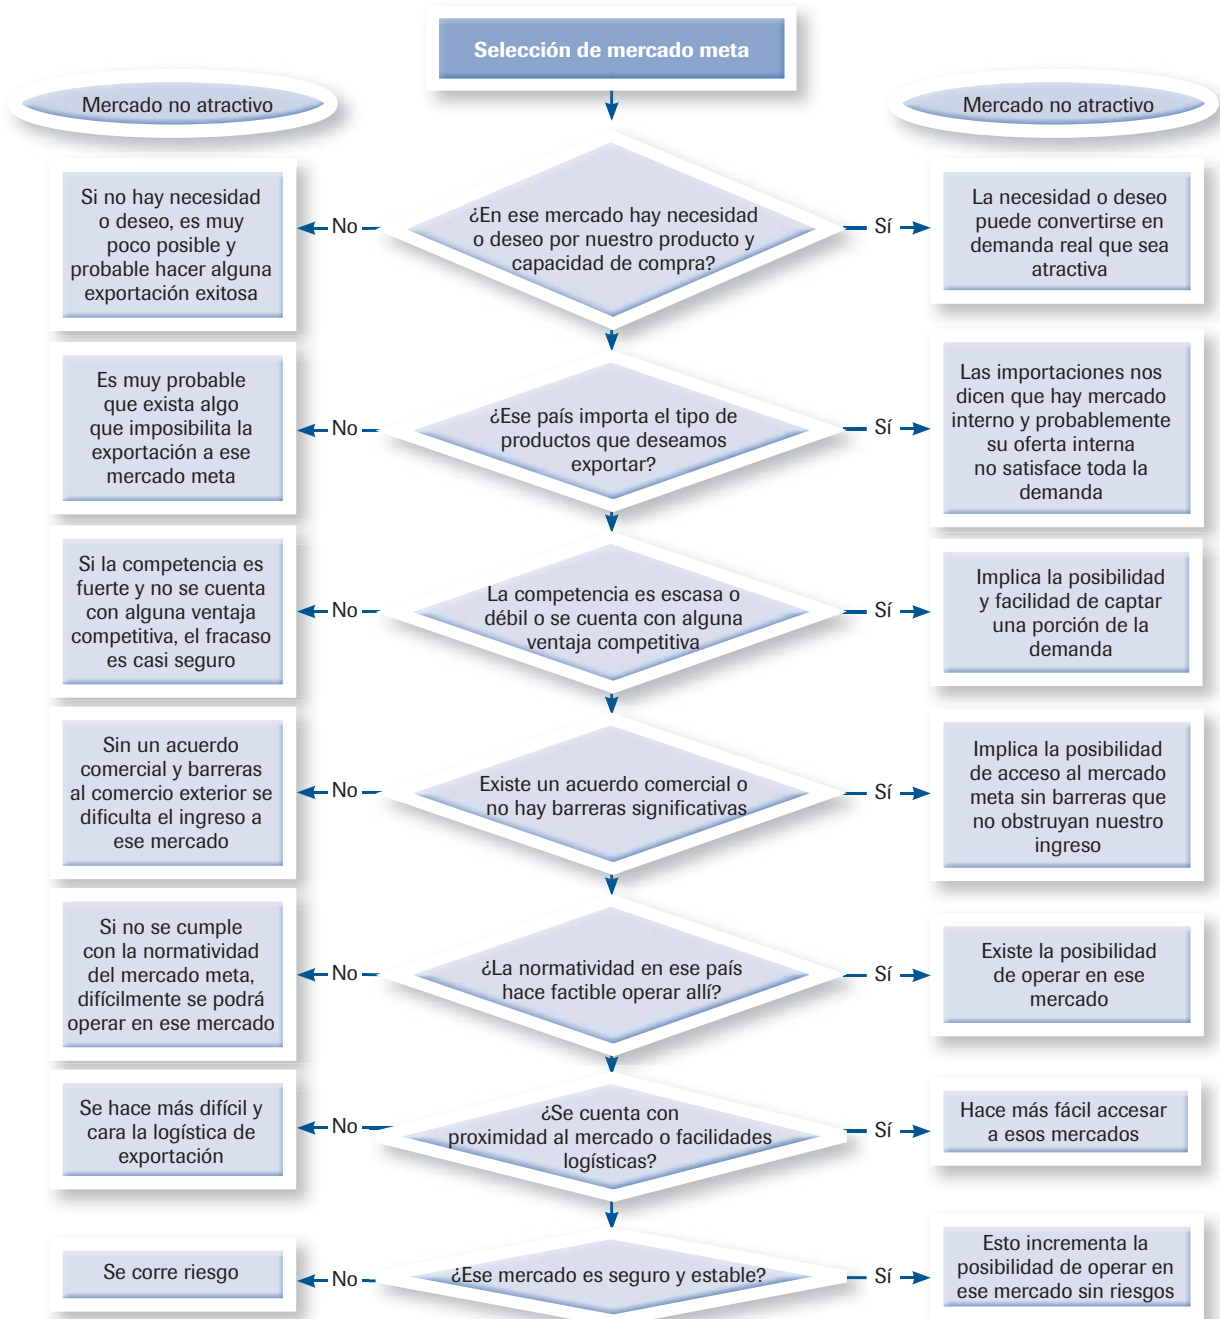 Selección de mercado meta
Mercado no atractivo
Mercado no atractivo
Si no hay necesidad
o deseo, es muy
poco posible y
probable hacer alguna
exportación exitosa
No
¿En ese mercado hay necesidad
o deseo por nuestro producto y
capacidad de compra?
Sí
La necesidad o deseo
puede convertirse en
demanda real que sea
atractiva
Es muy probable
que exista algo
que imposibilita la
exportación a ese
mercado meta
No
¿Ese país importa el tipo de
productos que deseamos
exportar?
Sí
Las importaciones nos
dicen que hay mercado
interno y probablemente
su oferta interna
no satisface toda la
demanda
Si la competencia es
fuerte y no se cuenta
con alguna ventaja
competitiva, el fracaso
es casi seguro
No
La competencia es escasa o
débil o se cuenta con alguna
ventaja competitiva
Sí
Implica la posibilidad
y facilidad de captar
una porción de la
demanda
Sin un acuerdo
comercial y barreras
al comercio exterior se
dificulta el ingreso a
ese mercado
No
Existe un acuerdo comercial o
no hay barreras significativas
Sí
Implica la posibilidad
de acceso al mercado
meta sin barreras que
no obstruyan nuestro
ingreso
Si no se cumple
con la normatividad
del mercado meta,
difícilmente se podrá
operar en ese mercado
No
¿La normatividad en ese país
hace factible operar allí?
Sí
Existe la posibilidad
de operar en ese
mercado
Se hace más difícil y
cara la logística de
exportación
No
¿Se cuenta con
proximidad al mercado o facilidades
logísticas?
Sí
Hace más fácil accesar
a esos mercados
Se corre riesgo
No
¿Ese mercado es seguro y estable?
Sí
Esto incrementa la
posibilidad de operar en
ese mercado sin riesgos